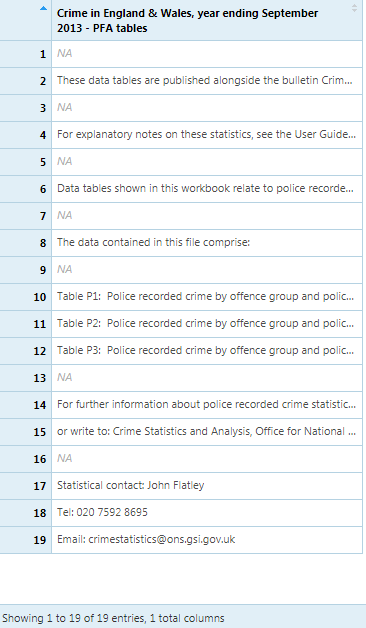 Crime in England & Wales, year ending September
2013 - PFA tables
1 NA
2 These data tables are published alongside the bulletin Crim...
3 NA
4 For explanatory notes on these statistics, see the User Guide...
5 NA
6 Data tables shown in this workbook relate to police recorde...
7 NA
8 The data contained in this file comprise:
9 NA
10 Table P1: Police recorded crime by offence group and polic...
11 Table P2: Police recorded crime by offence group and polic...
12 Table P3: Police recorded crime by offence group and polic...
13 NA
14 For further information about police recorded crime statistic...
15 or write to: Crime Statistics and Analysis, Office for National ...
16 NA
17 Statistical contact: John Flatley
18 Tel: 020 7592 8695
19 Email: crimestatistics@ons.gsi.gov.uk
Showing 1 to 19 of 19 entries, 1 total columns